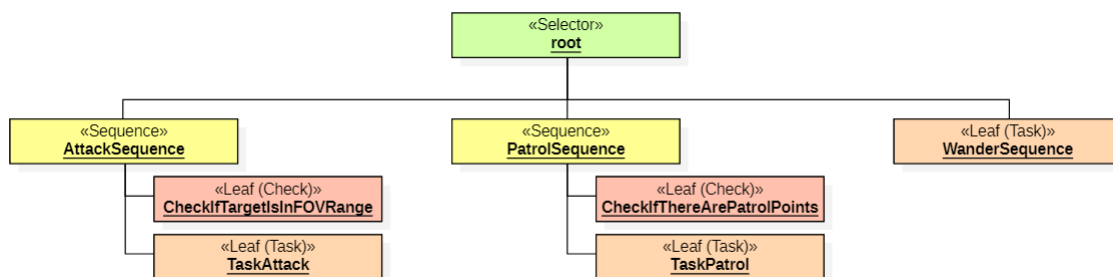 «Selector»
root
«Sequence»
AttackSequence
«Leaf (Check)»
CheckIfTargetIsInFOVRange
«Leaf (Task)»
TaskAttack
«Sequence»
PatrolSequence
«Leaf (Check)»
CheckIfThereArePatrolPoints
«Leaf (Task)»
TaskPatrol
«Leaf (Task)»
WanderSequence